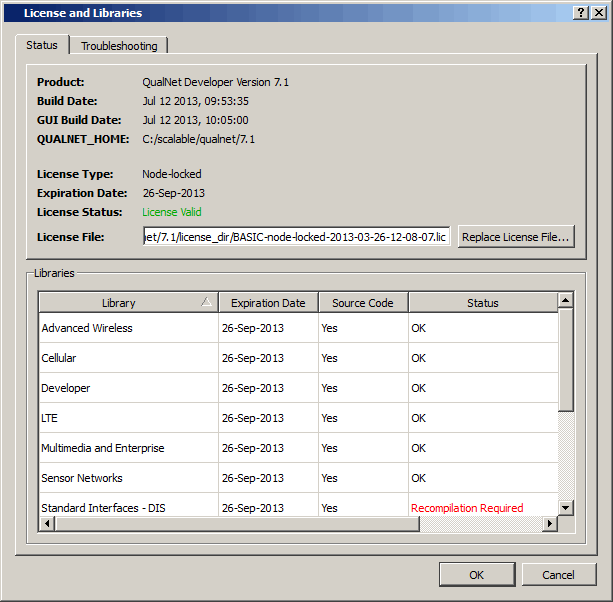 License and Libraries
Status Troubleshooting
Product: QualNet Developer Version 7.1
Build Date: Jul 12 2013, 09:53:35
GUI Build Date: Jul 12 2013, 10:05:00
QUALNET_HOME: C:/scalable/qualnet/7.1
License Type: Node-locked
Expiration Date: 26-Sep-2013
License Status: License Valid
License File: net/7.1/license_dir/BASIC-node-locked-2013-03-26-12-08-07.lic Replace License File...
Libraries
Library Expiration Date Source Code Status
Advanced Wireless 26-Sep-2013 Yes OK
Cellular 26-Sep-2013 Yes OK
Developer 26-Sep-2013 Yes OK
LTE 26-Sep-2013 Yes OK
Multimedia and Enterprise 26-Sep-2013 Yes OK
Sensor Networks 26-Sep-2013 Yes OK
Standard Interfaces - DIS 26-Sep-2013 Yes Recompilation Required
OK Cancel